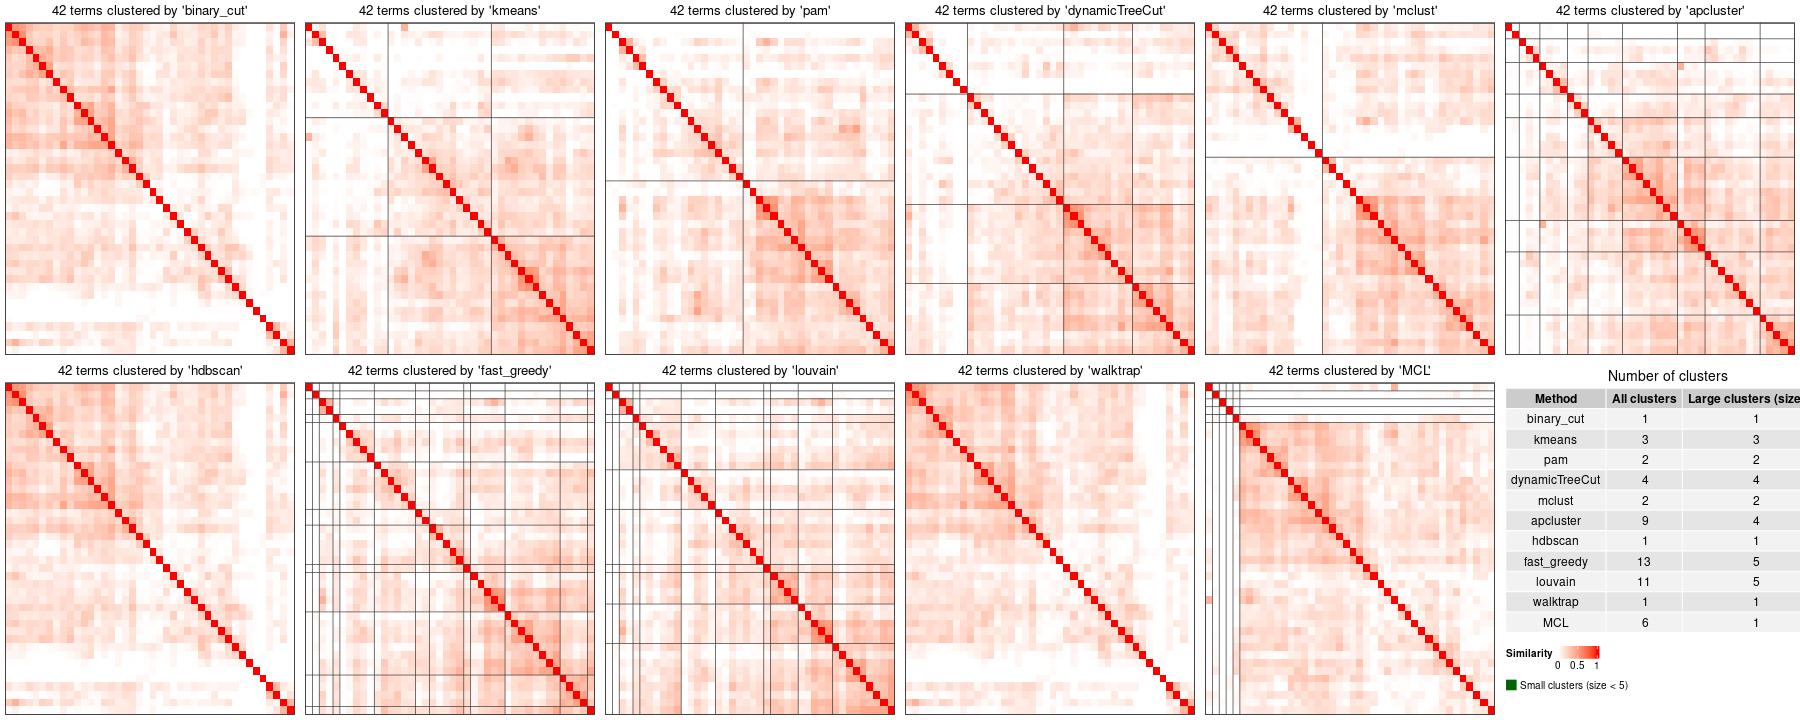 42 terms clustered by 'binary_cut'
42 terms clustered by 'kmeans'
42 terms clustered by 'pam'
42 terms clustered by 'dynamicTreeCut'
42 terms clustered by 'mclust'
42 terms clustered by 'apcluster'
42 terms clustered by 'hdbscan'
42 terms clustered by 'fast_greedy'
42 terms clustered by 'louvain'
42 terms clustered by 'walktrap'
42 terms clustered by 'MCL'
Number of clusters
Method All clusters Large clusters (size
binary_cut 1 1
kmeans 3 3
pam 2 2
dynamicTreeCut 4 4
mclust 2 2
apcluster 9 4
hdbscan 1 1
fast_greedy 13 5
louvain 11 5
walktrap 1 1
MCL 6 1
Similarity
0 0.5 1
Small clusters (size < 5)